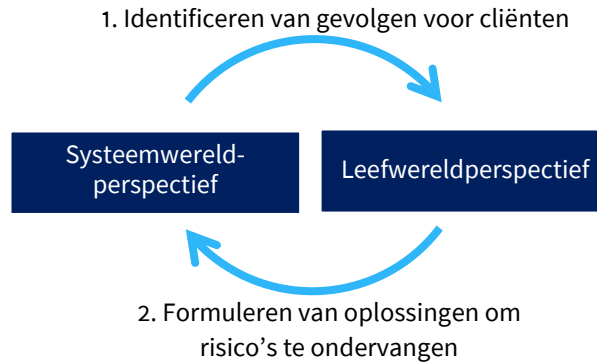 1. Identificeren van gevolgen voor cliënten
Systeemwereld-
perspectief
Leefwereldperspectief
2. Formuleren van oplossingen om
risico's te ondervangen